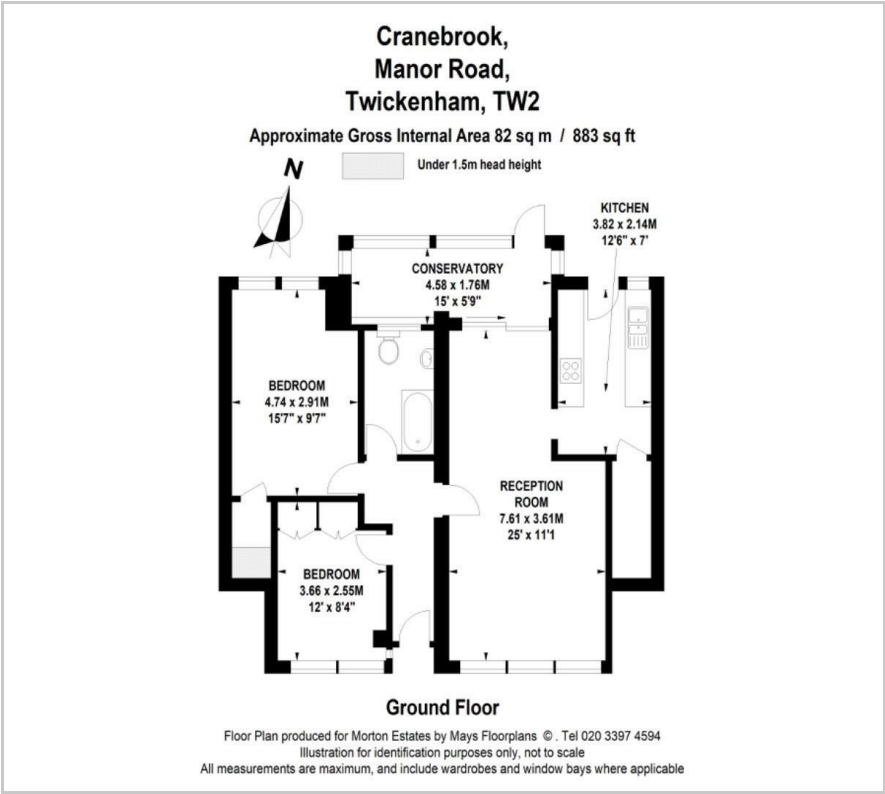 Cranebrook,
Manor Road,
Twickenham, TW2
Approximate Gross Internal Area 82 sq m / 883 sq ft
N
Under 1.5m head height
KITCHEN
3.82 x 2.14M
12'6" x 7'
CONSERVATORY
4.58 x 1.76M
15' x 5'9"
BEDROOM
4.74 x 2.91M
15'7" x 9'7"
RECEPTION
ROOM
7.61 x 3.61M
25' x 11'1
BEDROOM
3.66 x 2.55M
12' x 8'4"
Ground Floor
Floor Plan produced for Morton Estates by Mays Floorplans © . Tel 020 3397 4594
Illustration for identification purposes only, not to scale
All measurements are maximum, and include wardrobes and window bays where applicable